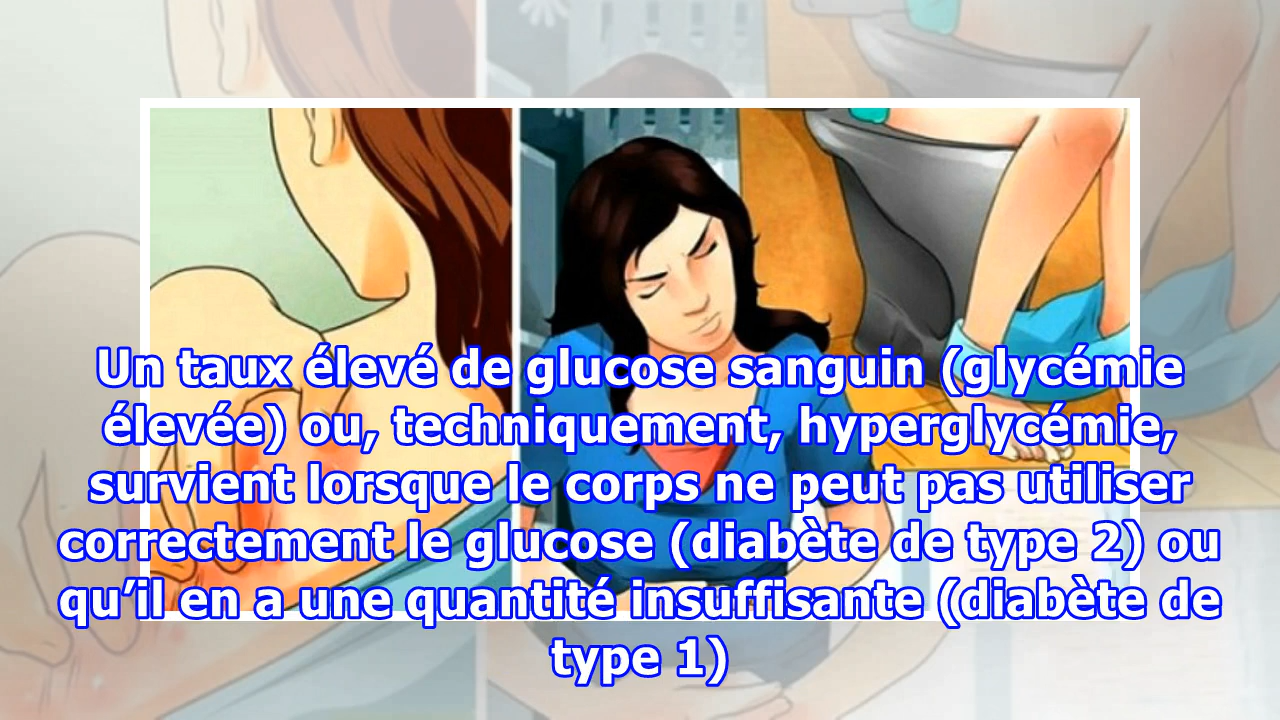 Un taux élevé de glucose sanguin (glycémie
élevée) ou, techniquement, hyperglycémie,
survient lorsque le corps ne peut pas utiliser
correctement le glucose (diabète de type 2) ou
qu’il en a une quantité insuffisante (diabète de
type 1)